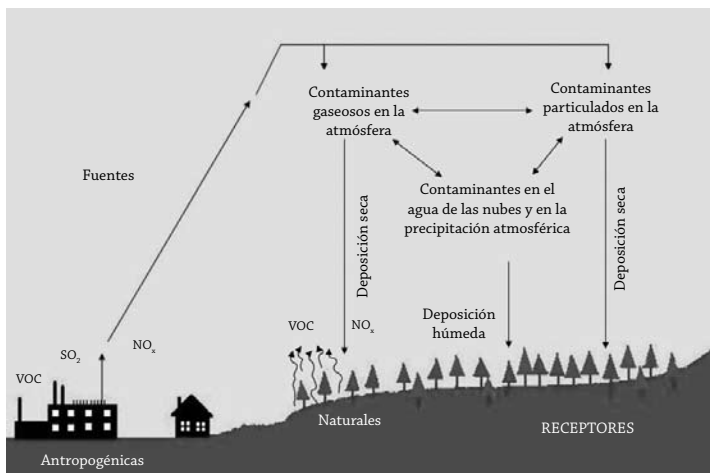 Contaminantes
gaseosos en la
atmósfera
Contaminantes
particulados en la
atmósfera
Fuentes
Contaminantes en el
agua de las nubes y en la
precipitación atmosférica
Deposición seca
Deposición seca
Deposición
húmeda
VOC
SO₂
NOₓ
VOC
NOₓ
Naturales
RECEPTORES
Antropogénicas